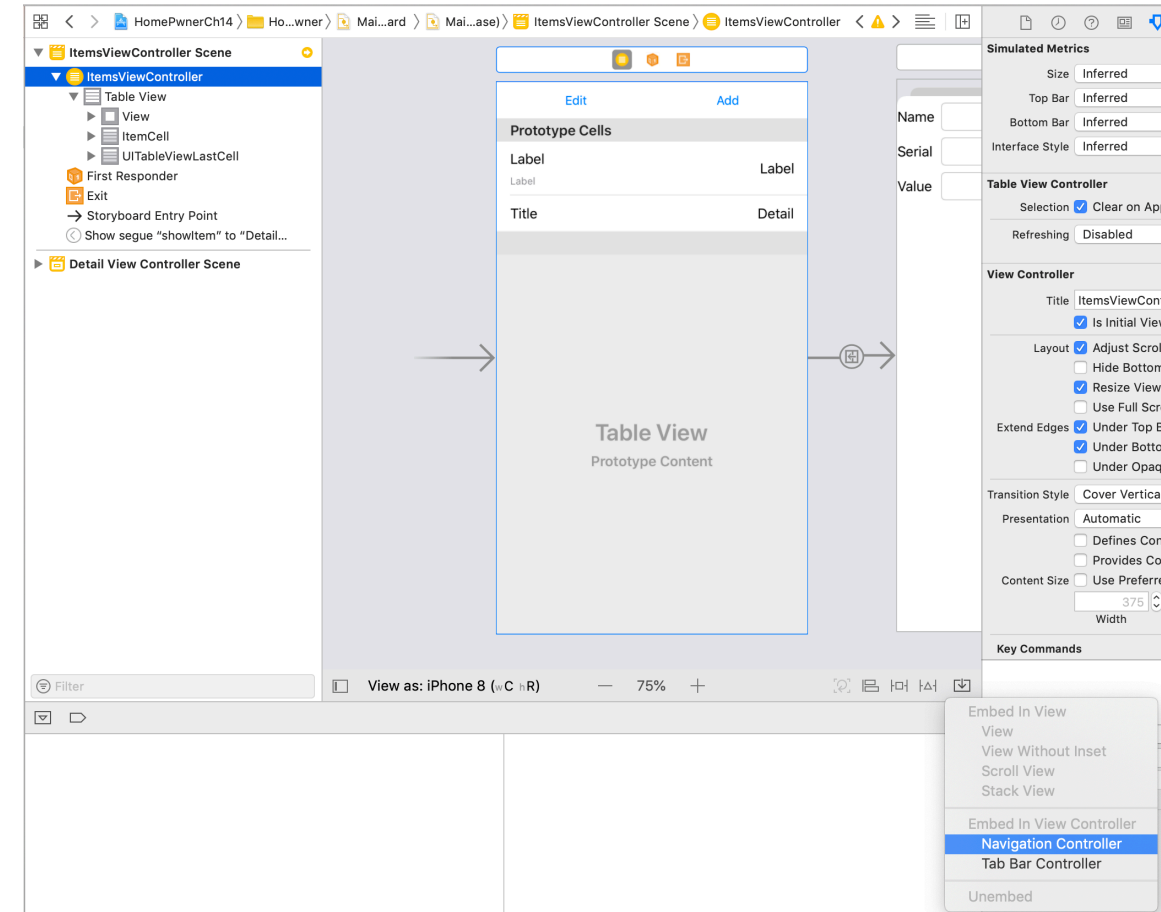 HomePwnerCh14 Ho...wner Mai...ard Mai...ase) ItemsViewController Scene ItemsViewController
ItemsViewController Scene
ItemsViewController
Table View
View
ItemCell
UITableViewLastCell
First Responder
Exit
Storyboard Entry Point
Show segue “showItem” to “Detail...
Detail View Controller Scene
Filter
Edit Add
Prototype Cells
Label
Label
Label
Title Detail
Table View
Prototype Content
Name
Serial
Value
View as: iPhone 8 (wC hR) — 75% +
Simulated Metrics
Size Inferred
Top Bar Inferred
Bottom Bar Inferred
Interface Style Inferred
Table View Controller
Selection Clear on Ap
Refreshing Disabled
View Controller
Title ItemsViewCon
Is Initial Vie
Layout Adjust Scrol
Hide Bottom
Resize View
Use Full Scr
Extend Edges Under Top B
Under Botto
Under Opaq
Transition Style Cover Vertica
Presentation Automatic
Defines Con
Provides Co
Content Size Use Preferre
375
Width
Key Commands
Embed In View
View
View Without Inset
Scroll View
Stack View
Embed In View Controller
Navigation Controller
Tab Bar Controller
Unembed